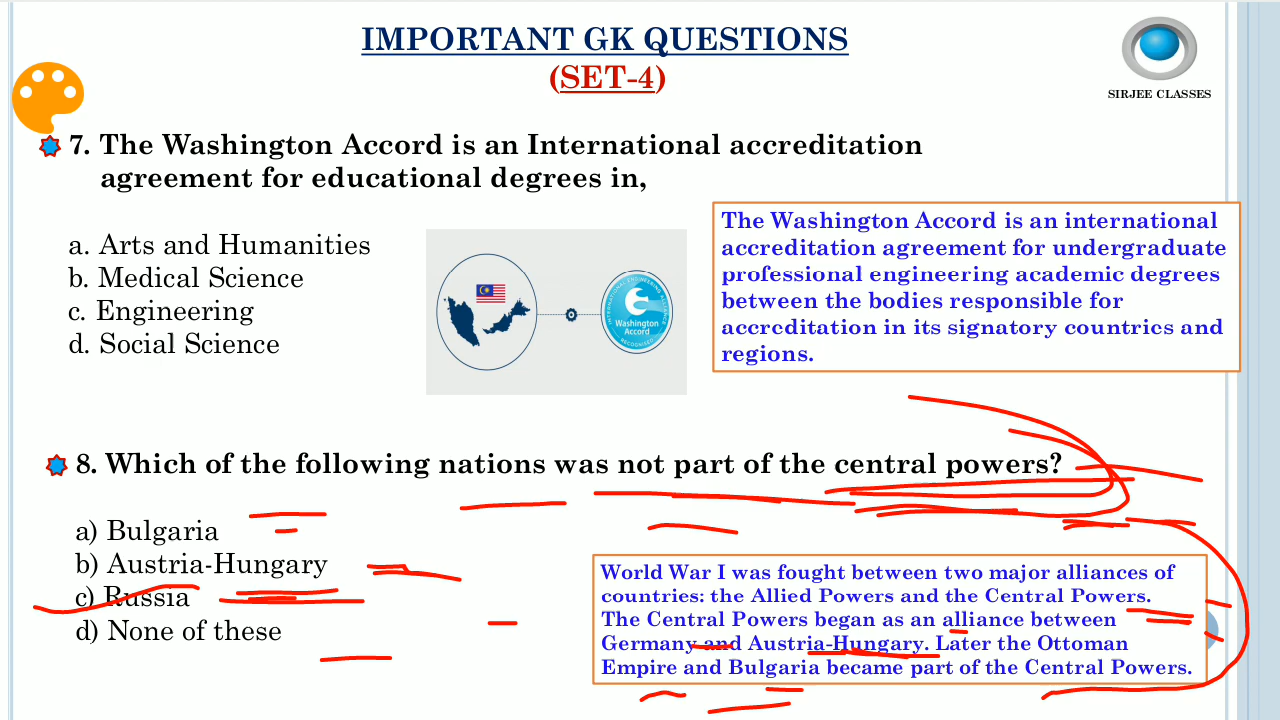 IMPORTANT GK QUESTIONS
(SET-4)
SIRJEE CLASSES
7. The Washington Accord is an International accreditation
agreement for educational degrees in,
a. Arts and Humanities
b. Medical Science
c. Engineering
d. Social Science
Washington
Accord
The Washington Accord is an international
accreditation agreement for undergraduate
professional engineering academic degrees
between the bodies responsible for
accreditation in its signatory countries and
regions.
8. Which of the following nations was not part of the central powers?
a) Bulgaria
b) Austria-Hungary
c) Russia
d) None of these
World War I was fought between two major alliances of
countries: the Allied Powers and the Central Powers.
The Central Powers began as an alliance between
Germany and Austria-Hungary. Later the Ottoman
Empire and Bulgaria became part of the Central Powers.